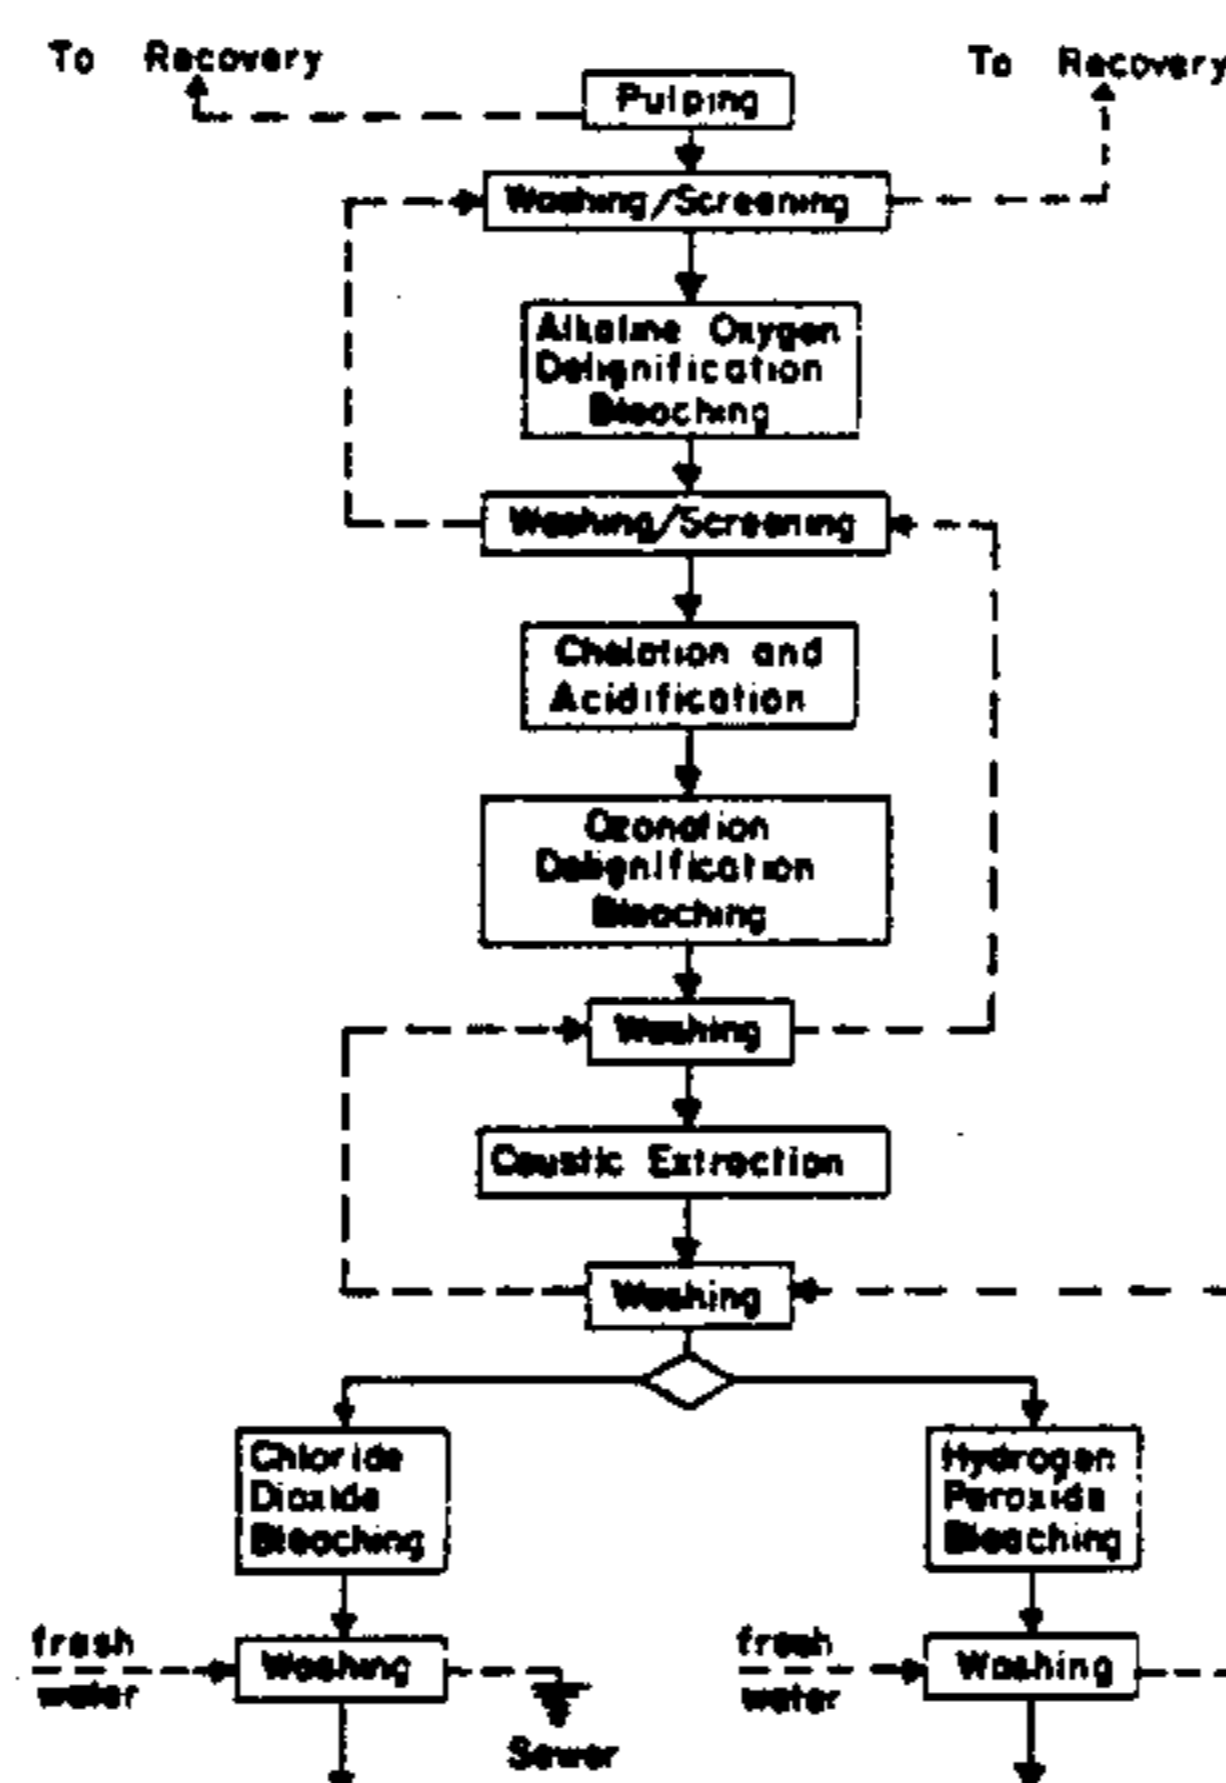 To Recovery
To Recovery
Pulping
Washing/Screening
Alkaline Oxygen
Delignification
Bleaching
Washing/Screening
Chelation and
Acidification
Ozonation
Delignification
Bleaching
Washing
Caustic Extraction
Washing
Chloride
Dioxide
Bleaching
Hydrogen
Peroxide
Bleaching
fresh
water
Washing
Sewer
fresh
water
Washing